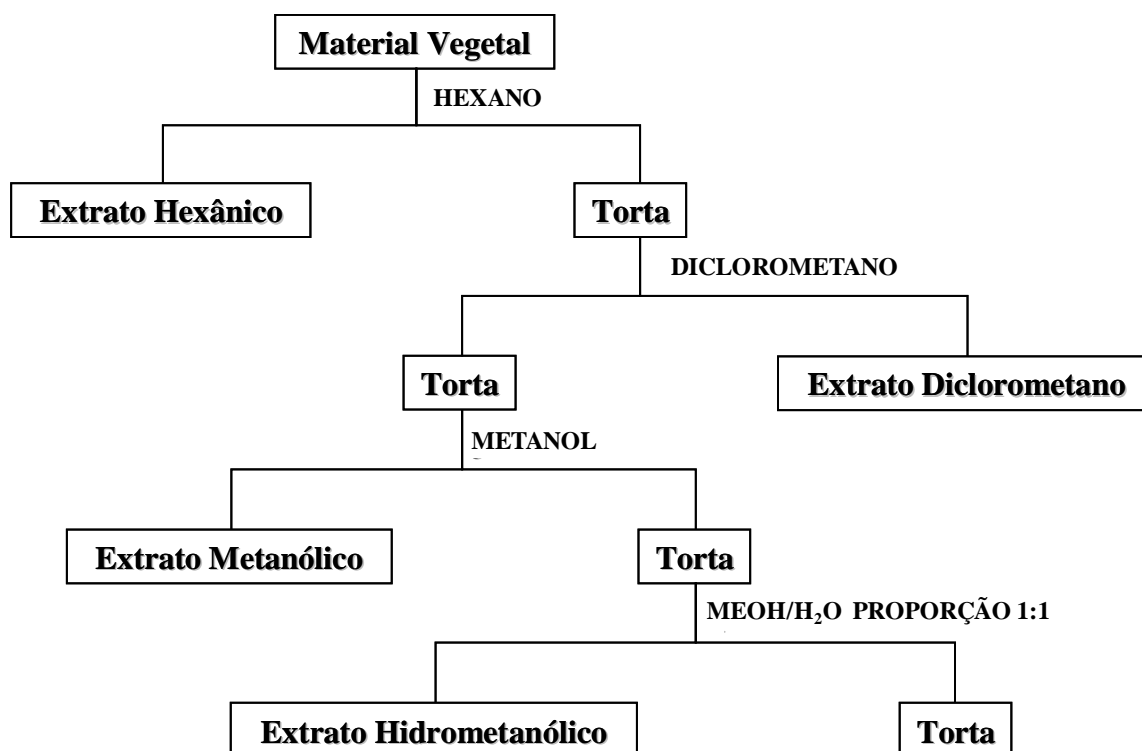 Material Vegetal
HEXANO
Extrato Hexânico
Torta
DICLOROMETANO
Torta
Extrato Diclorometano
METANOL
Extrato Metanólico
Torta
MEOH/H₂O PROPORÇÃO 1:1
Extrato Hidrometanólico
Torta